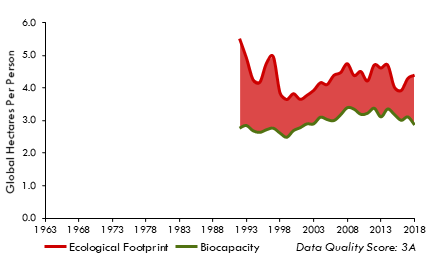 Global Hectares Per Person
6.0
5.0
4.0
3.0
2.0
1.0
0.0
1963 1968 1973 1978 1983 1988 1993 1998 2003 2008 2013 2018
Ecological Footprint Biocapacity Data Quality Score: 3A